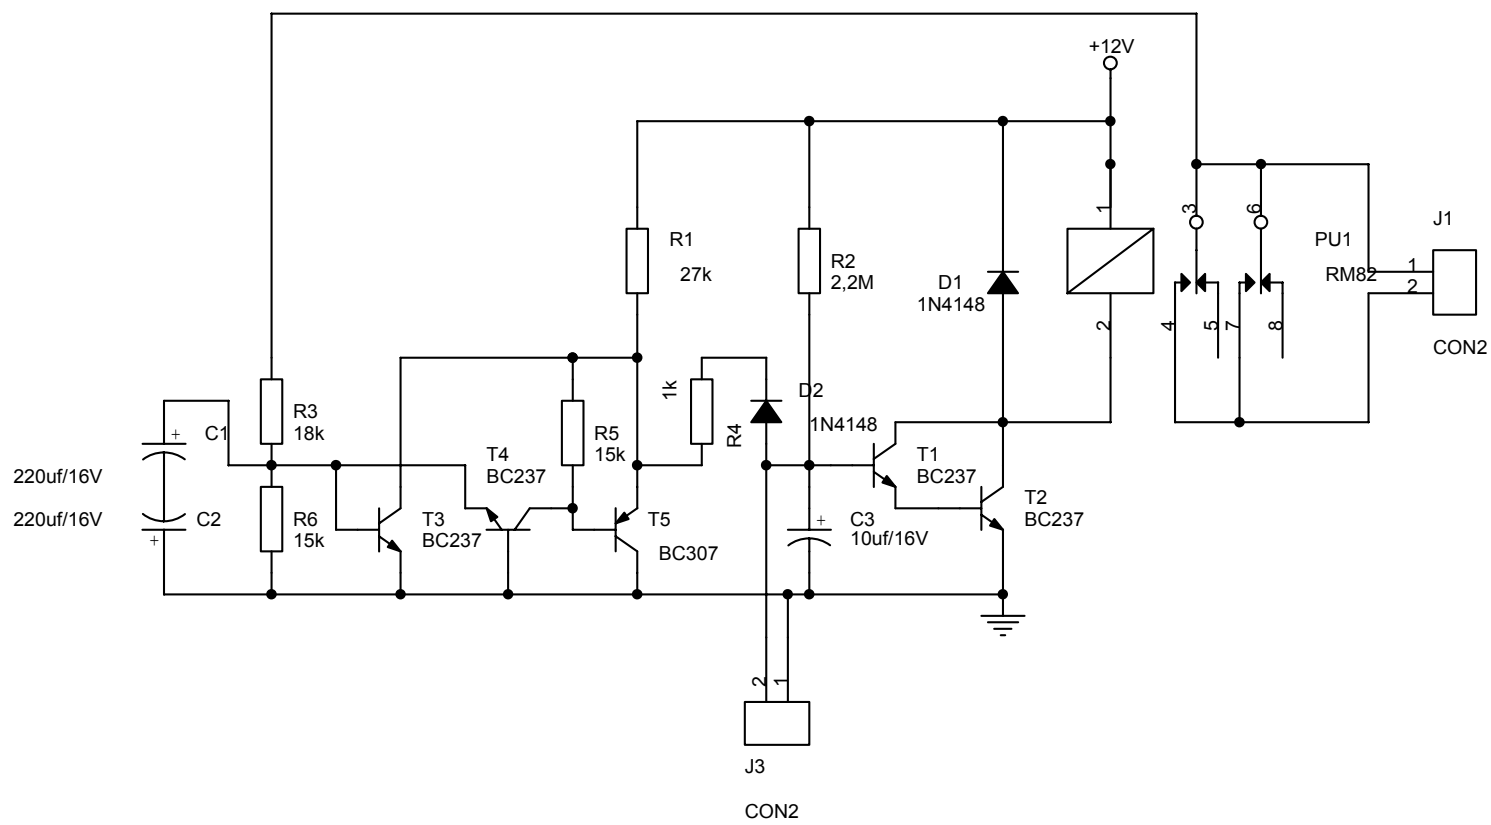 +12V
3
6
1
J1
R1
27k
R2
2,2M
D1
1N4148
PU1
RM82
1
2
2
4
5
7
8
CON2
1k
D2
R3
18k
C1
R5
15k
R4
1N4148
T4
BC237
T1
BC237
220uf/16V
220uf/16V
C2
R6
15k
T3
BC237
T5
BC307
C3
10uf/16V
T2
BC237
+
+
+
2
1
J3
CON2